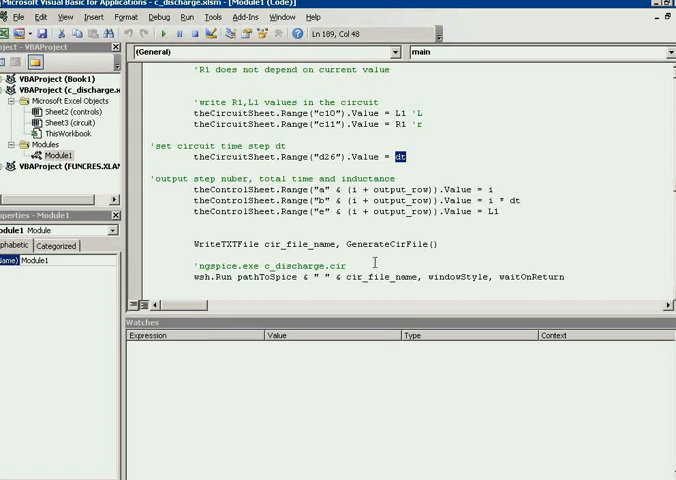 Microsoft Visual Basic for Applications - c_discharge.xlsm - [Module1 (Code)]
File Edit View Insert Format Debug Run Tools Add-Ins Window Help
Ln 189, Col 48
oject - VBAProject
(General) main
VBAProject (Book1)
VBAProject (c_discharge.x
Microsoft Excel Objects
Sheet2 (controls)
Sheet3 (circuit)
ThisWorkbook
Modules
Module1
VBAProject (FUNCRES.XLAN
'R1 does not depend on current value
'write R1,L1 values in the circuit
theCircuitSheet.Range("c10").Value = L1 'L
theCircuitSheet.Range("c11").Value = R1 'r
'set circuit time step dt
theCircuitSheet.Range("d26").Value = dt
'output step nuber, total time and inductance
theControlSheet.Range("a" & (i + output_row)).Value = i
theControlSheet.Range("b" & (i + output_row)).Value = i * dt
theControlSheet.Range("e" & (i + output_row)).Value = L1
WriteTXTFile cir_file_name, GenerateCirFile()
'ngspice.exe c_discharge.cir
wsh.Run pathToSpice & " " & cir_file_name, windowStyle, waitOnReturn
operties - Module1
odule1 Module
phabetic Categorized
Name) Module1
Watches
Expression Value Type Context